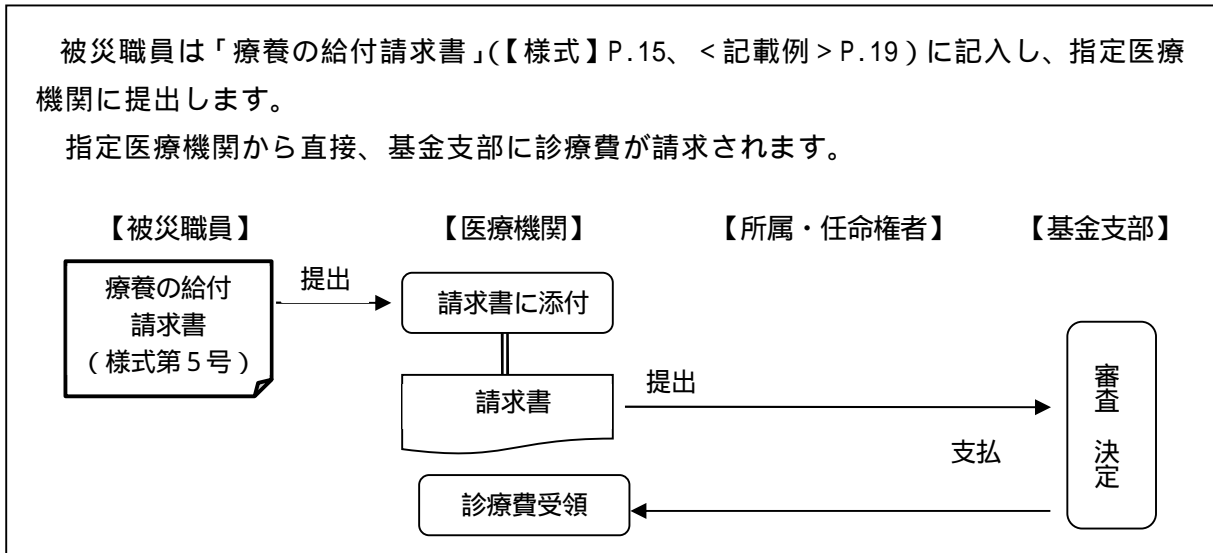 被災職員は「療養の給付請求書」(【様式】P.15、<記載例>P.19)に記入し、指定医療
機関に提出します。
指定医療機関から直接、基金支部に診療費が請求されます。
【被災職員】 【医療機関】 【所属・任命権者】 【基金支部】
療養の給付
請求書
(様式第5号)
提出
請求書に添付
請求書
提出
審査 決定
支払
診療費受領